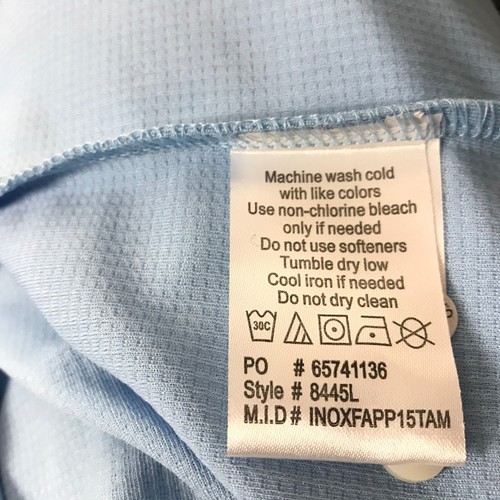 Machine wash cold
with like colors
Use non-chlorine bleach
only if needed
Do not use softeners
Tumble dry low
Cool iron if needed
Do not dry clean
30C
PO # 65741136
Style # 8445L
M.I.D# INOXFAPP15TAM